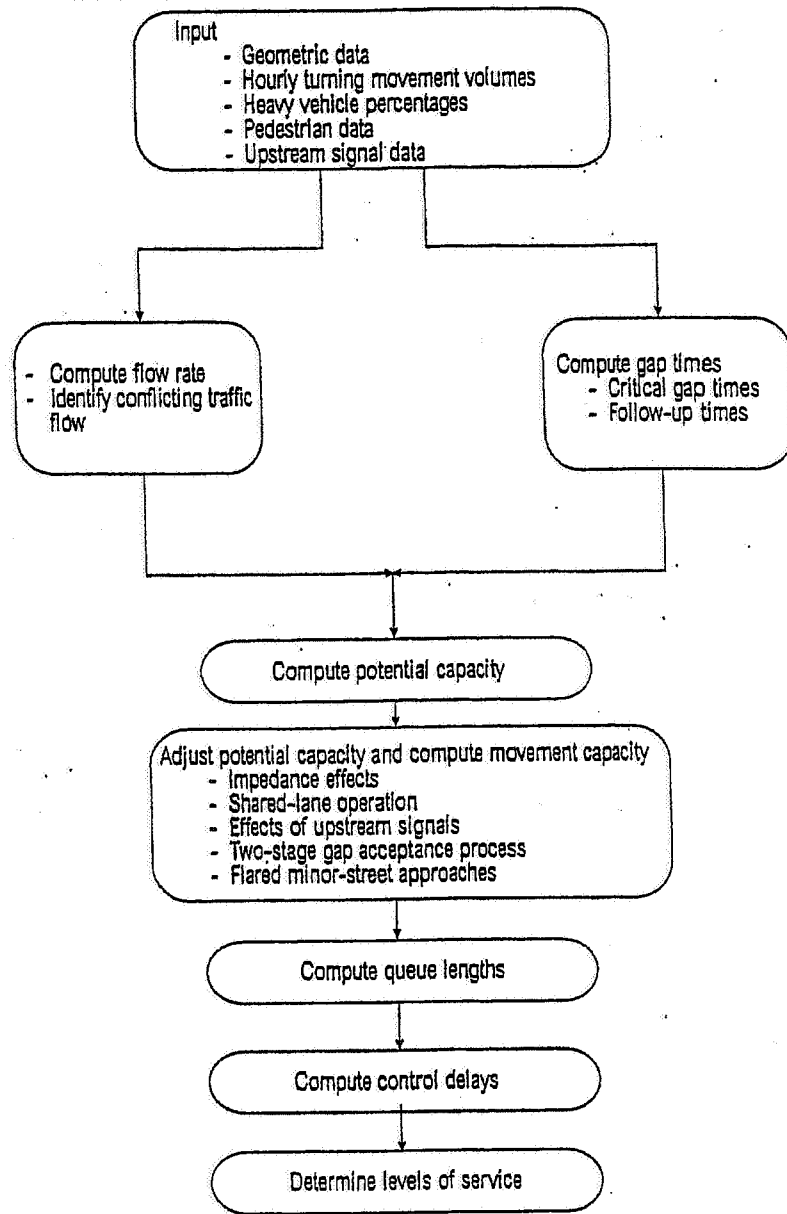 Input
- Geometric data
- Hourly turning movement volumes
- Heavy vehicle percentages
- Pedestrian data
- Upstream signal data
- Compute flow rate
- Identify conflicting traffic
flow
Compute gap times
- Critical gap times
- Follow-up times
Compute potential capacity
Adjust potential capacity and compute movement capacity
- Impedance effects
- Shared-lane operation
- Effects of upstream signals
- Two-stage gap acceptance process
- Flared minor-street approaches
Compute queue lengths
Compute control delays
Determine levels of service